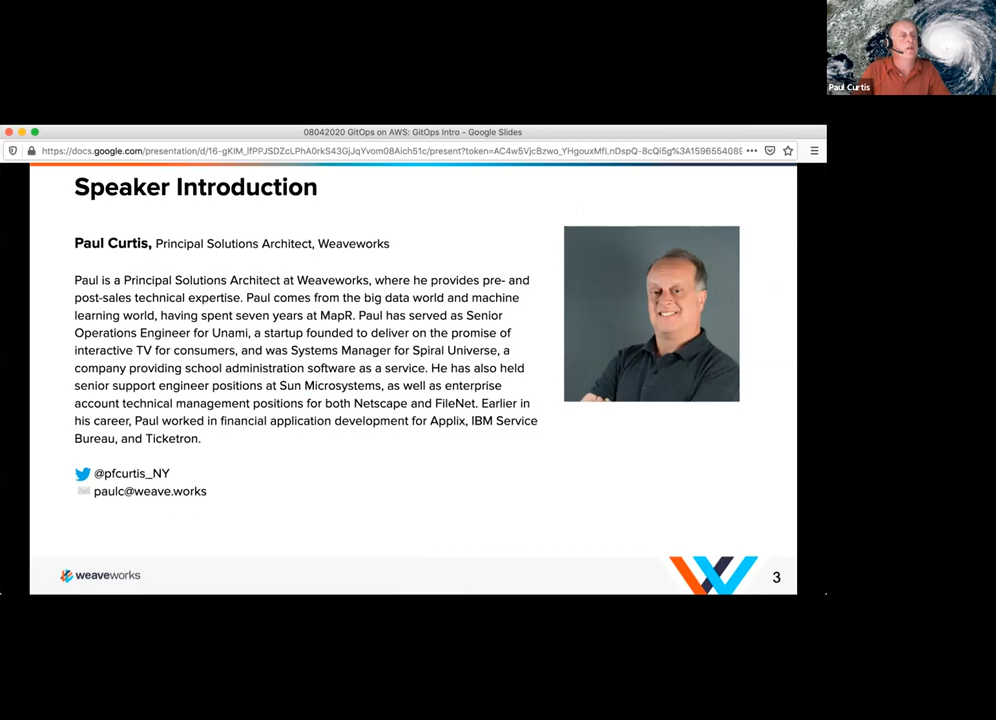 Paul Curtis
08042020 GitOps on AWS: GitOps Intro - Google Slides
Speaker Introduction
Paul Curtis, Principal Solutions Architect, Weaveworks
Paul is a Principal Solutions Architect at Weaveworks, where he provides pre- and
post-sales technical expertise. Paul comes from the big data world and machine
learning world, having spent seven years at MapR. Paul has served as Senior
Operations Engineer for Unami, a startup founded to deliver on the promise of
interactive TV for consumers, and was Systems Manager for Spiral Universe, a
company providing school administration software as a service. He has also held
senior support engineer positions at Sun Microsystems, as well as enterprise
account technical management positions for both Netscape and FileNet. Earlier in
his career, Paul worked in financial application development for Applix, IBM Service
Bureau, and Ticketron.
@pfcurtis_NY
paulc@weave.works
weaveworks
3